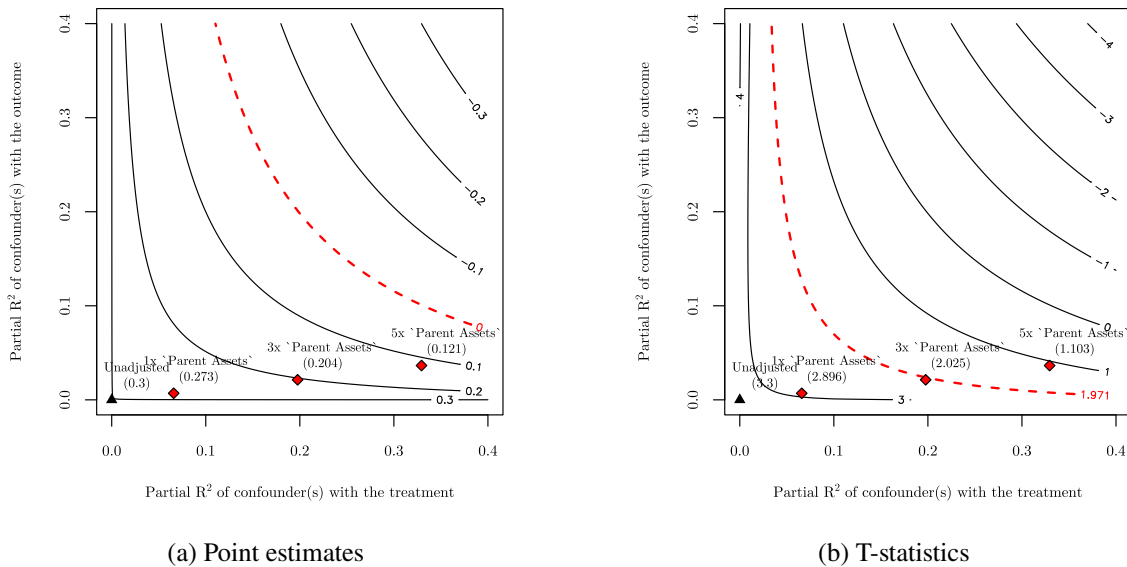 0.4
0.3
0.2
0.1
0.0
Partial R² of confounder(s) with the outcome
−0.3
−0.2
−0.1
0
0.1
0.2
0.3
5x `Parent Assets`
(0.121)
3x `Parent Assets`
(0.204)
1x `Parent Assets`
(0.273)
Unadjusted
(0.3)
0.0 0.1 0.2 0.3 0.4
Partial R² of confounder(s) with the treatment
(a) Point estimates
0.4
0.3
0.2
0.1
0.0
Partial R² of confounder(s) with the outcome
4
−4
−3
−2
−1
0
1
1.971
3
5x `Parent Assets`
(1.103)
3x `Parent Assets`
(2.025)
1x `Parent Assets`
(2.896)
Unadjusted
0.0 0.1 0.2 0.3 0.4
Partial R² of confounder(s) with the treatment
(b) T-statistics